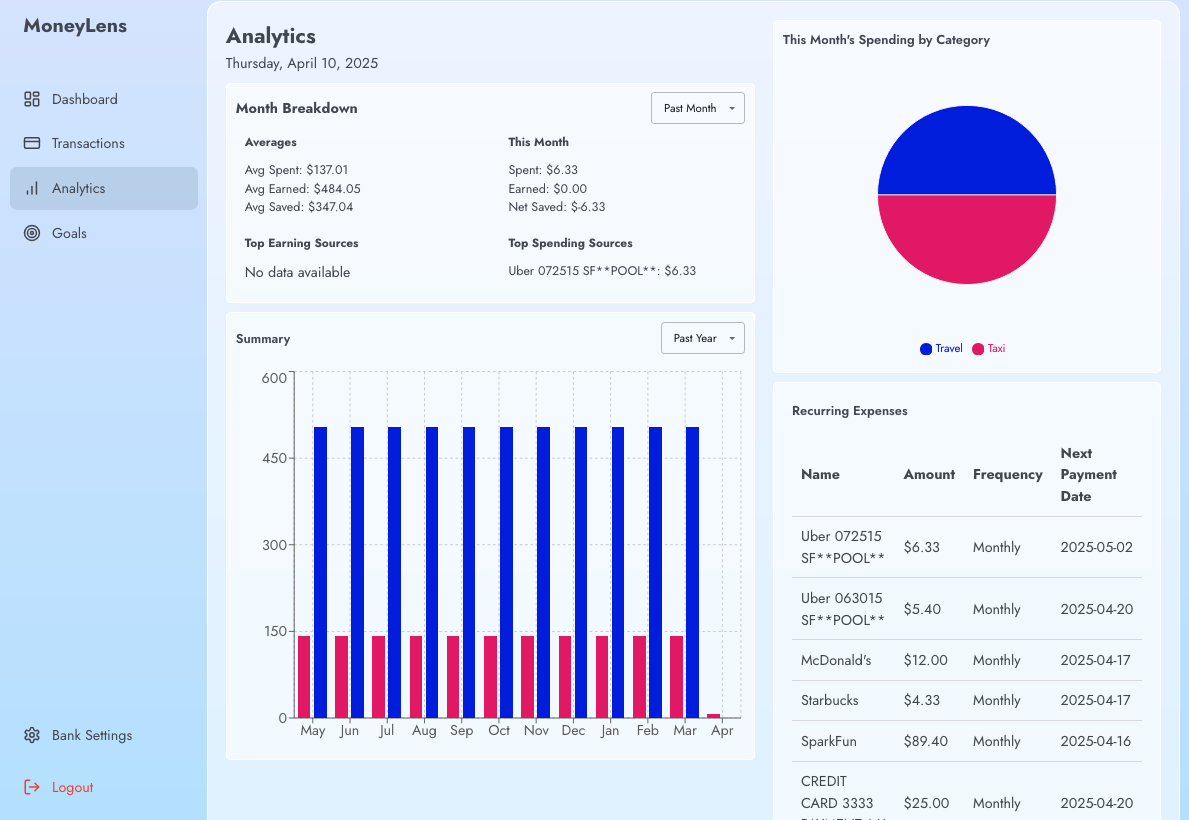 MoneyLens
Dashboard
Transactions
Analytics
Goals
Bank Settings
Logout
Analytics
Thursday, April 10, 2025
Month Breakdown
Past Month
Averages
Avg Spent: $137.01
Avg Earned: $484.05
Avg Saved: $347.04
This Month
Spent: $6.33
Earned: $0.00
Net Saved: $-6.33
Top Earning Sources
No data available
Top Spending Sources
Uber 072515 SF**POOL**: $6.33
Summary
Past Year
600
450
300
150
0
May Jun Jul Aug Sep Oct Nov Dec Jan Feb Mar Apr
This Month's Spending by Category
Travel Taxi
Recurring Expenses
Name Amount Frequency Next
Payment
Date
Uber 072515
SF**POOL** $6.33 Monthly 2025-05-02
Uber 063015
SF**POOL** $5.40 Monthly 2025-04-20
McDonald's $12.00 Monthly 2025-04-17
Starbucks $4.33 Monthly 2025-04-17
SparkFun $89.40 Monthly 2025-04-16
CREDIT
CARD 3333 $25.00 Monthly 2025-04-20